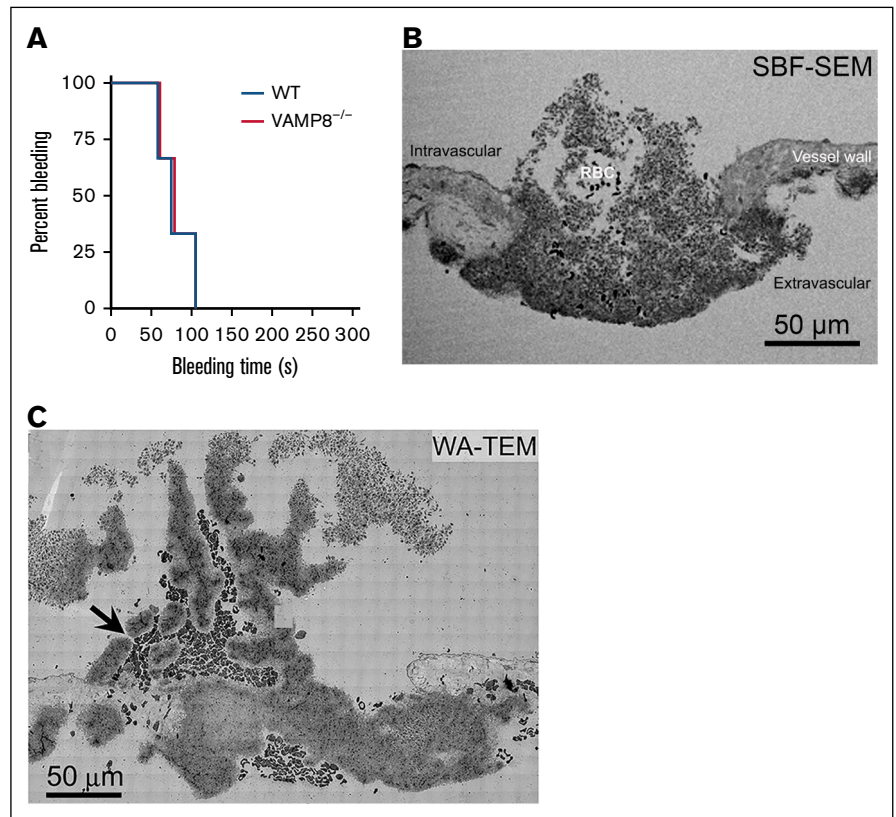 A
100
75
50
25
0
Percent bleeding
0 50 100 150 200 250 300
Bleeding time (s)
WT
VAMP8−/−
B
SBF-SEM
Intravascular
RBC
Vessel wall
Extravascular
50 µm
C
WA-TEM
50 µm